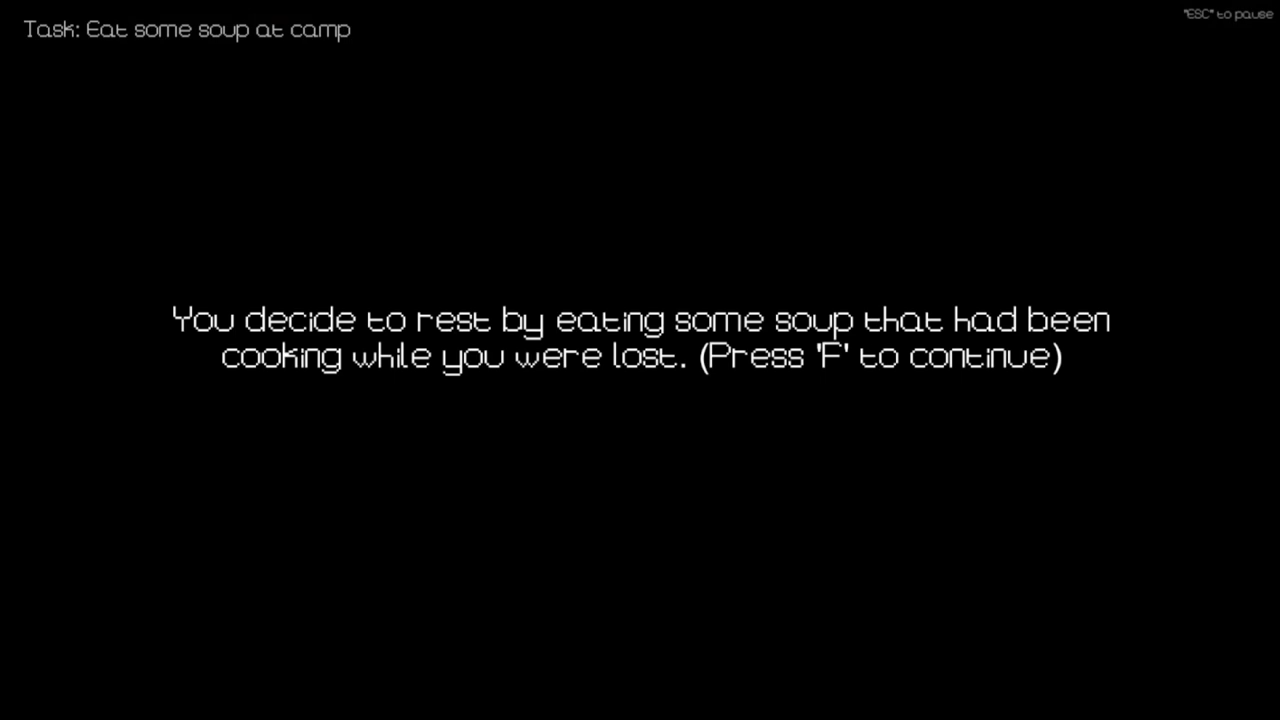 Task: Eat some soup at camp
"ESC" to pause
You decide to rest by eating some soup that had been
cooking while you were lost. (Press 'F' to continue)